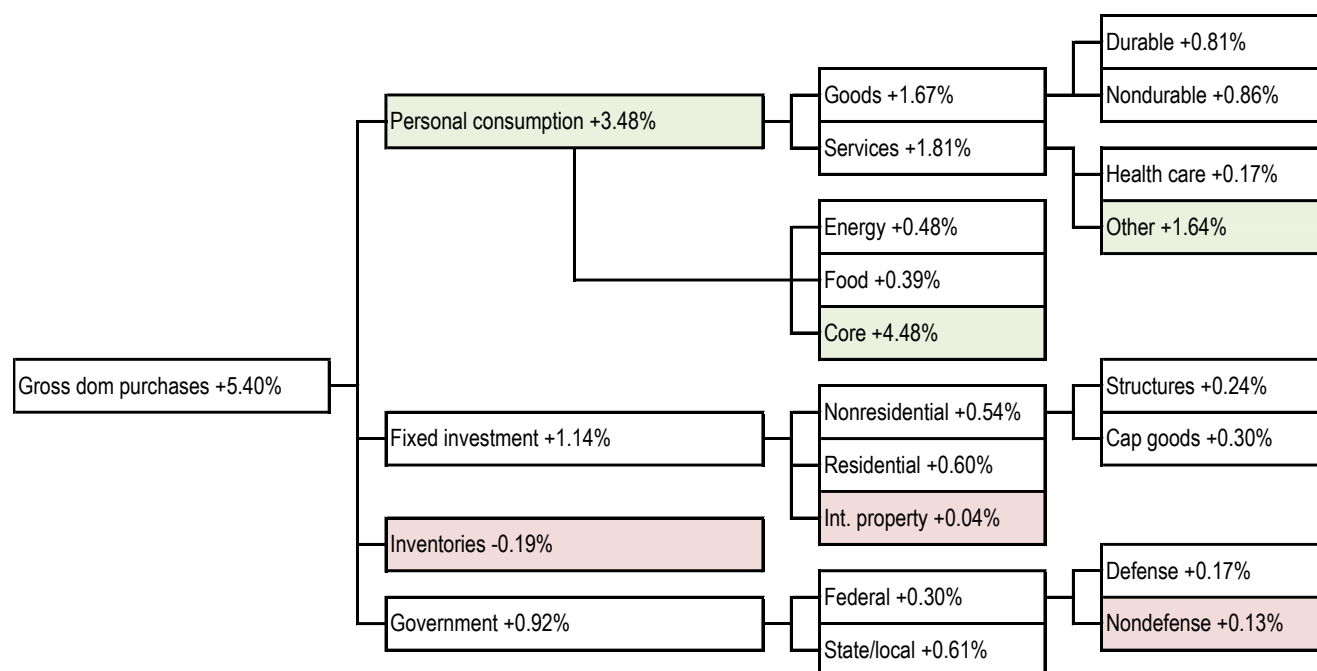 Gross dom purchases +5.40%
Personal consumption +3.48%
Goods +1.67%
Durable +0.81%
Nondurable +0.86%
Services +1.81%
Health care +0.17%
Other +1.64%
Energy +0.48%
Food +0.39%
Core +4.48%
Fixed investment +1.14%
Nonresidential +0.54%
Structures +0.24%
Cap goods +0.30%
Residential +0.60%
Int. property +0.04%
Inventories -0.19%
Government +0.92%
Federal +0.30%
Defense +0.17%
Nondefense +0.13%
State/local +0.61%